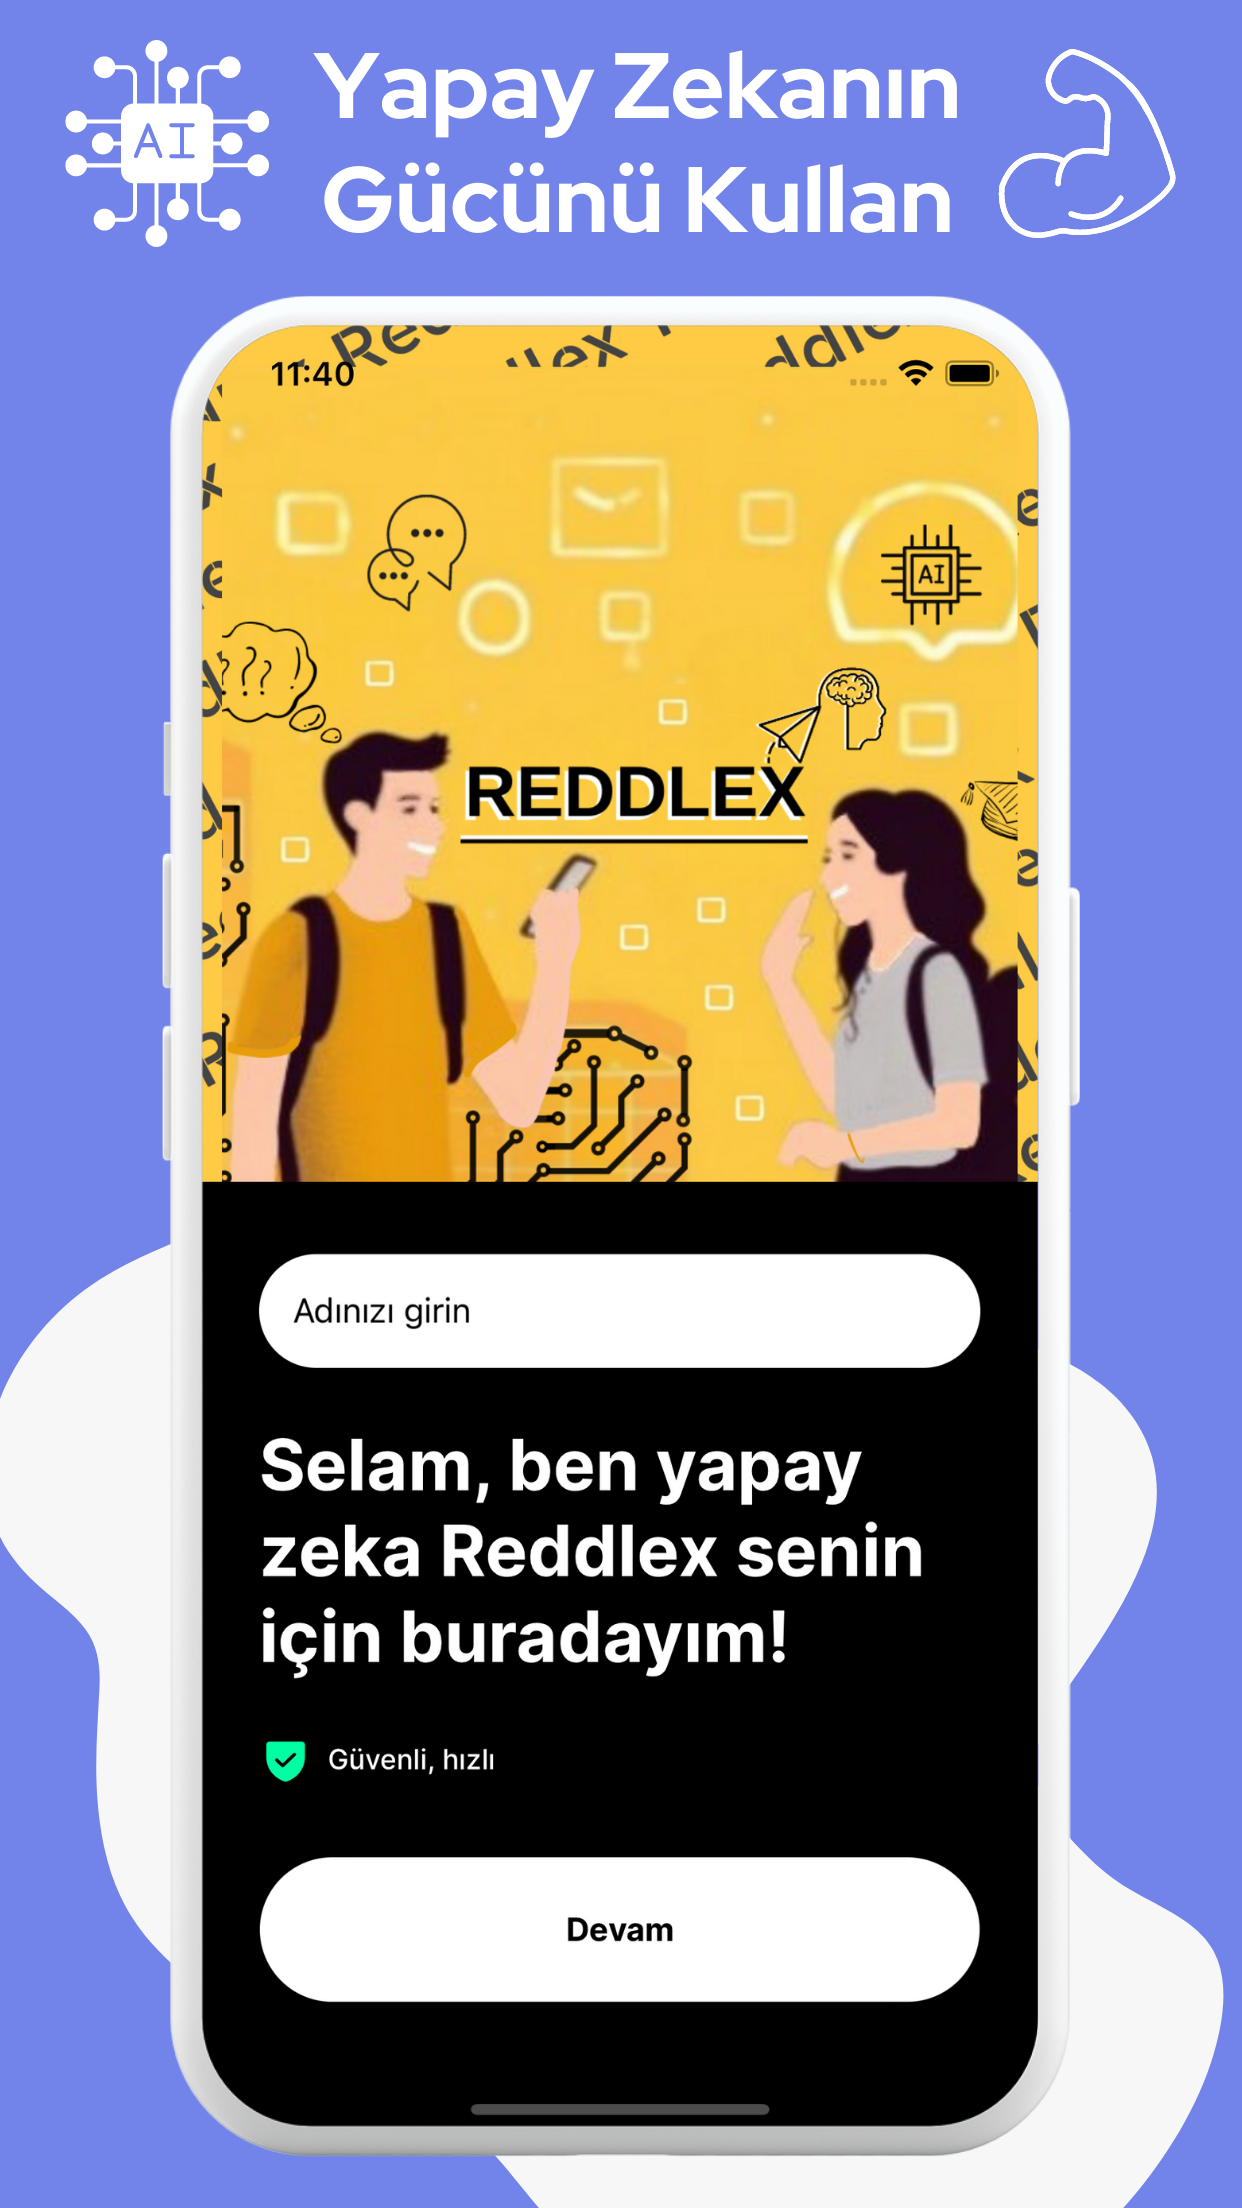 AI
Yapay Zekanın
Gücünü Kullan
11:40
AI
???!
REDDLEX
Adınızı girin
Selam, ben yapay
zeka Reddlex senin
için buradayım!
Güvenli, hızlı
Devam